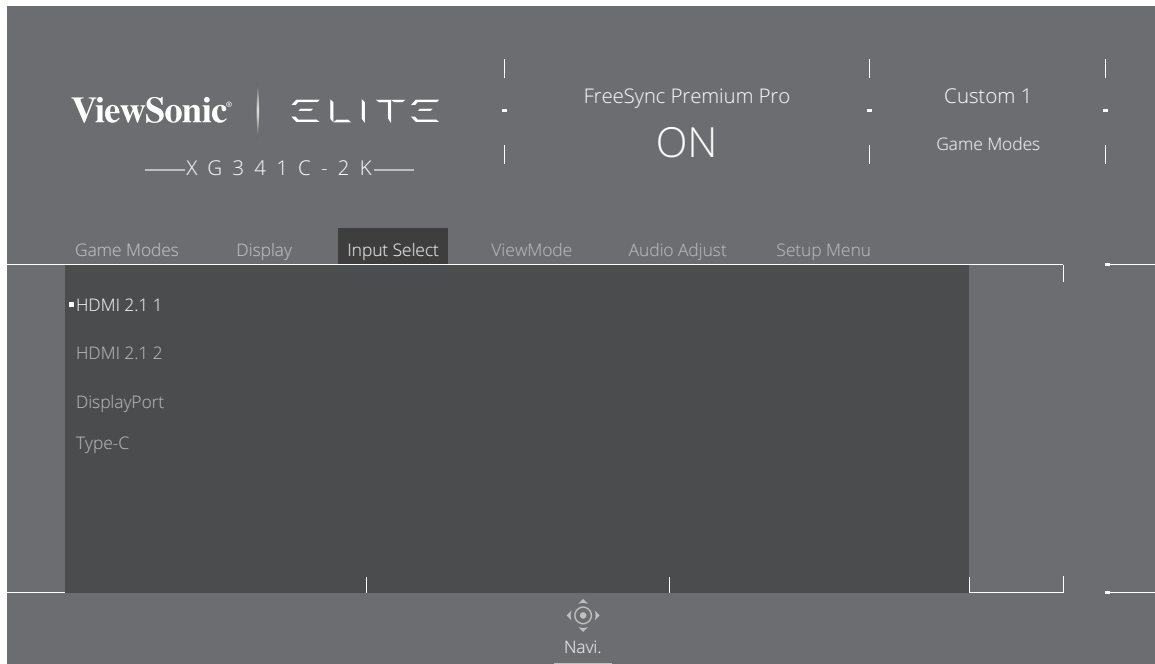 ViewSonic® | ELITE
XG341C-2K
FreeSync Premium Pro
ON
Custom 1
Game Modes
Game Modes Display Input Select ViewMode Audio Adjust Setup Menu
HDMI 2.1 1
HDMI 2.1 2
DisplayPort
Type-C
Navi.